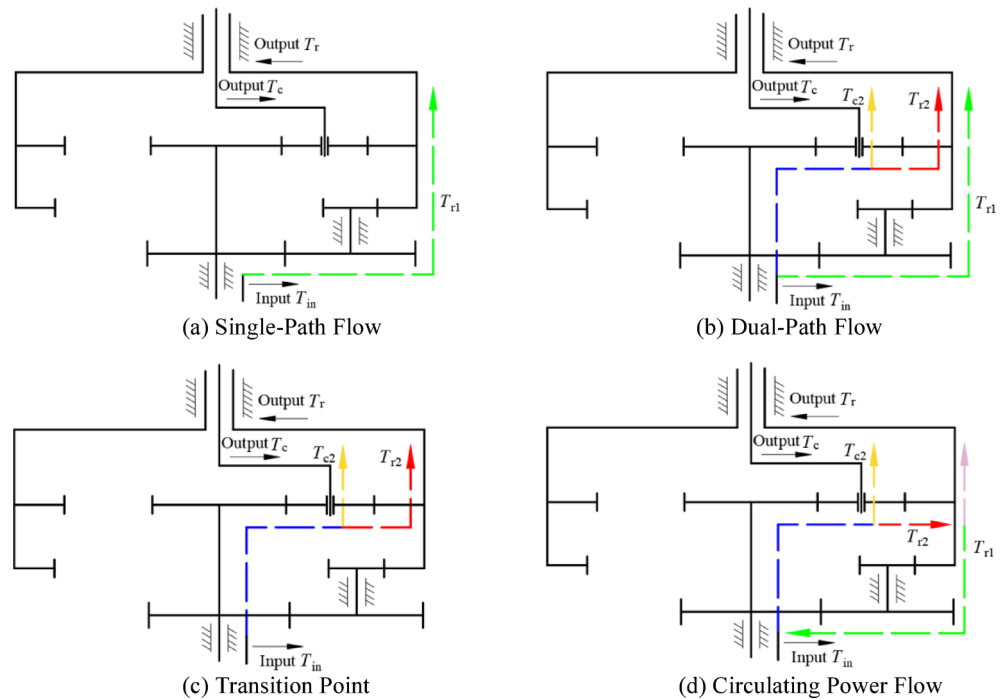 Output Tr
Output Tc
Tr1
Input Tin
(a) Single-Path Flow
Output Tr
Output Tc
Tc2
Tr2
Tr1
Input Tin
(b) Dual-Path Flow
Output Tr
Output Tc
Tc2
Tr2
Input Tin
(c) Transition Point
Output Tr
Output Tc
Tc2
Tr2
Tr1
Input Tin
(d) Circulating Power Flow